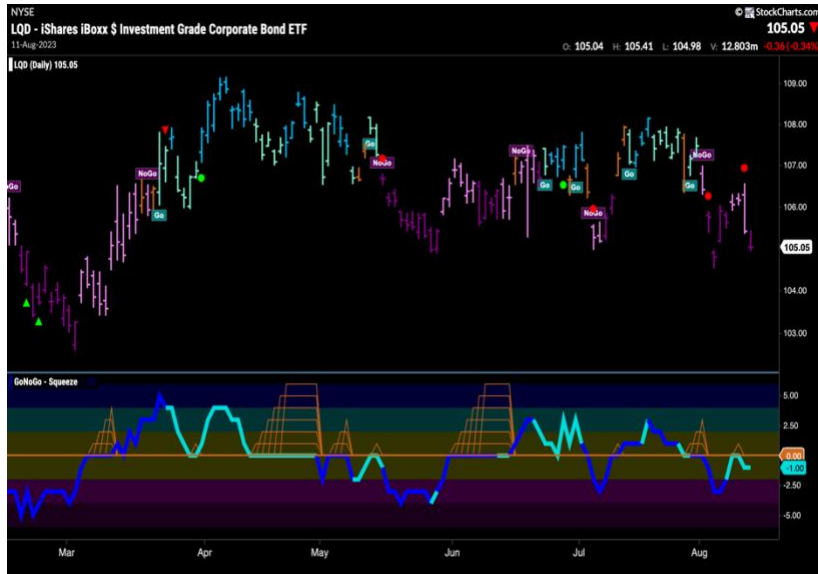 NYSE
© StockCharts.com
LQD - iShares iBoxx $ Investment Grade Corporate Bond ETF
105.05
11-Aug-2023
O: 105.04 H: 105.41 L: 104.98 V: 12.803m -0.36 (-0.34%)
LQD (Daily) 105.05
109.00
108.00
107.00
106.00
105.05
104.00
103.00
NoGo
Go
Go
NoGo
NoGo
Go
Go
NoGo
Go
Go
NoGo
GoNoGo - Squeeze
5.00
2.50
0.00
-1.00
-2.50
-5.00
Mar Apr May Jun Jul Aug